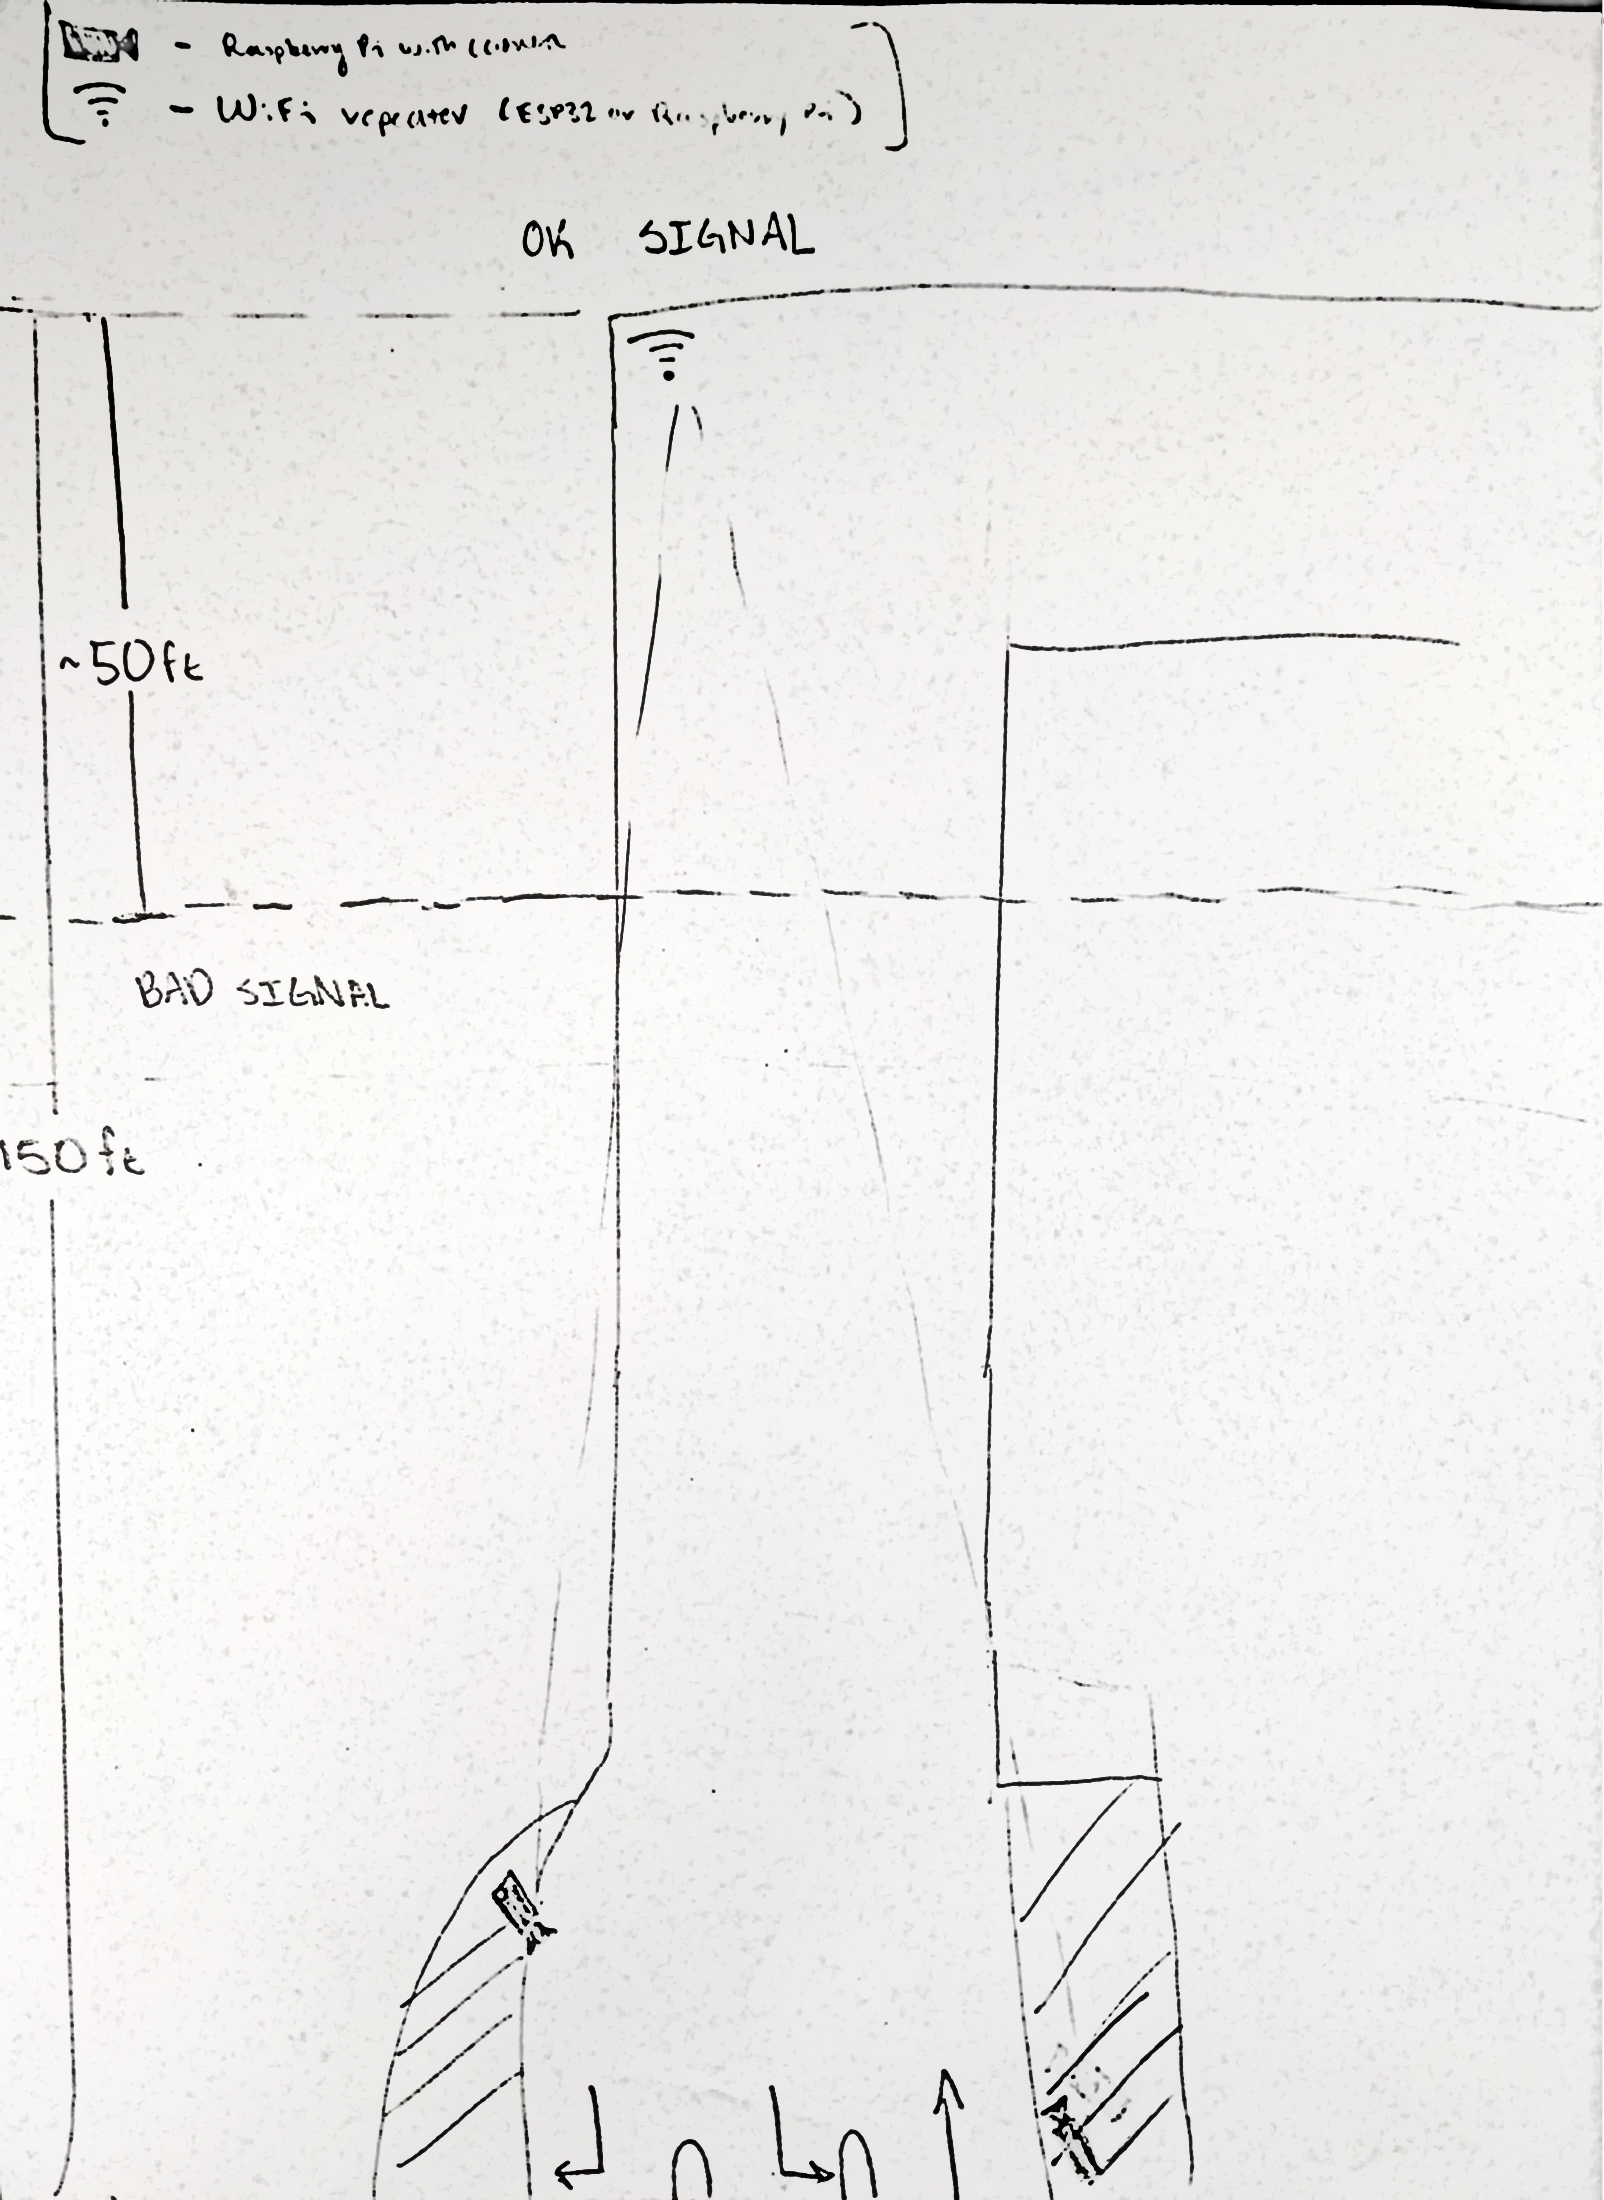 - Raspberry Pi with camera
- WiFi repeater (ESP32 or Raspberry Pi)
OK SIGNAL
~50ft
BAD SIGNAL
150ft